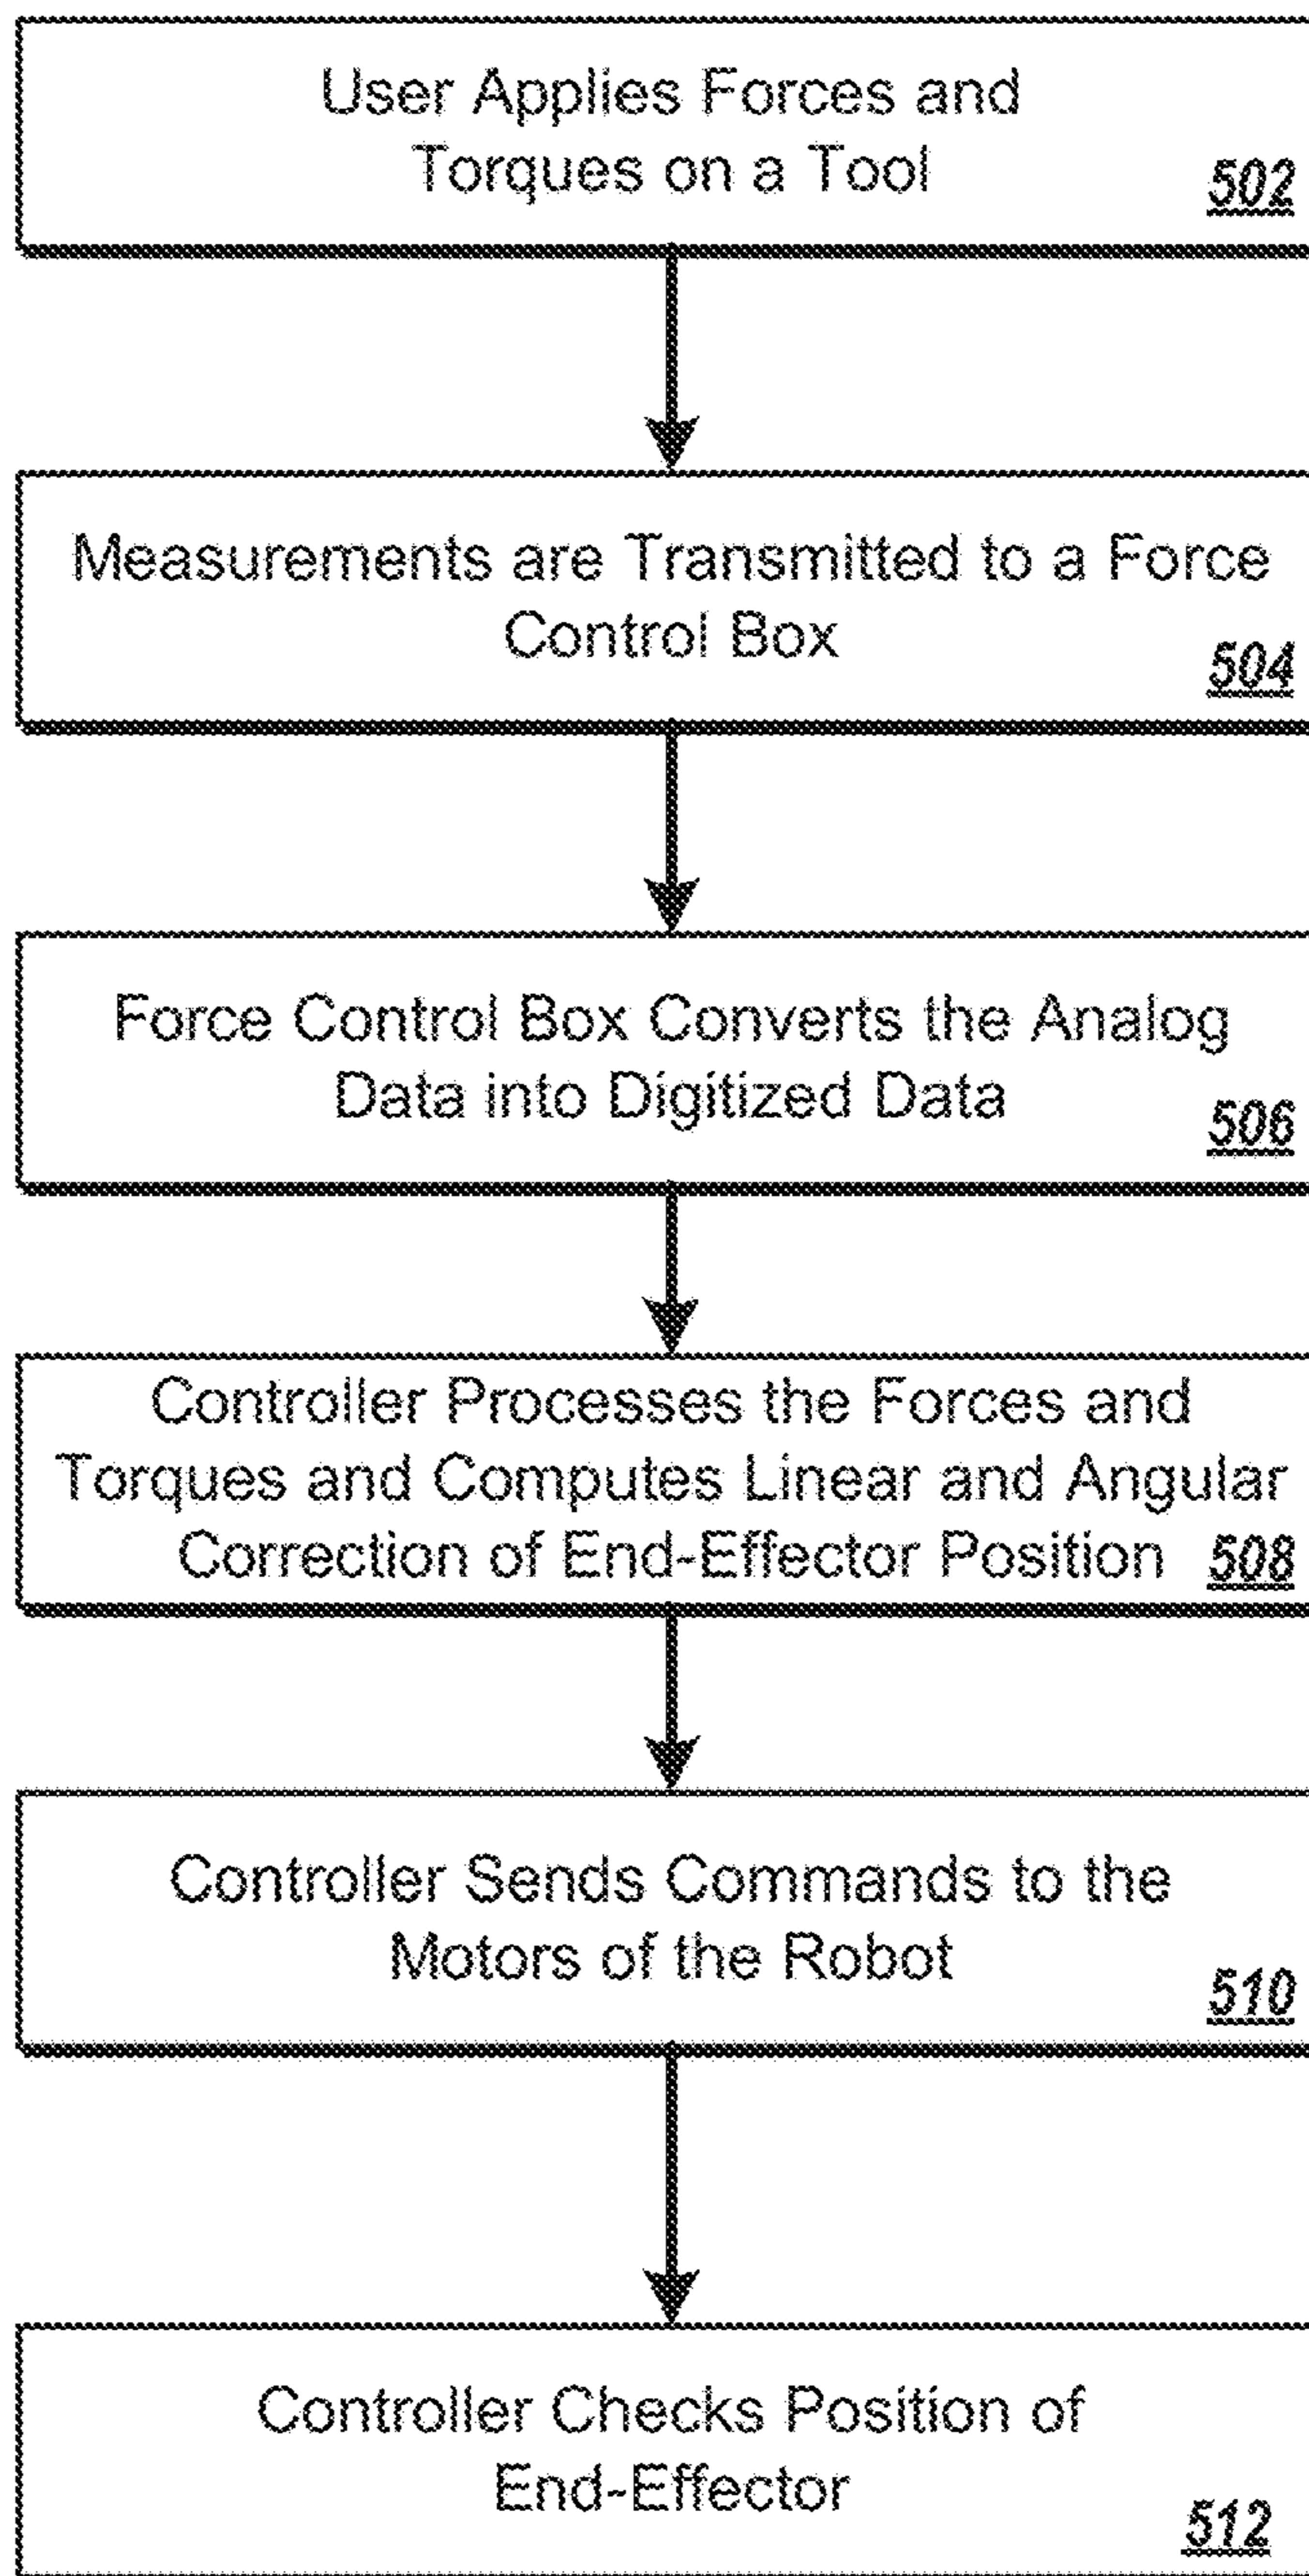 User Applies Forces and
Torques on a Tool
502
Measurements are Transmitted to a Force
Control Box
504
Force Control Box Converts the Analog
Data into Digitized Data
506
Controller Processes the Forces and
Torques and Computes Linear and Angular
Correction of End-Effector Position 508
Controller Sends Commands to the
Motors of the Robot
510
Controller Checks Position of
End-Effector
512